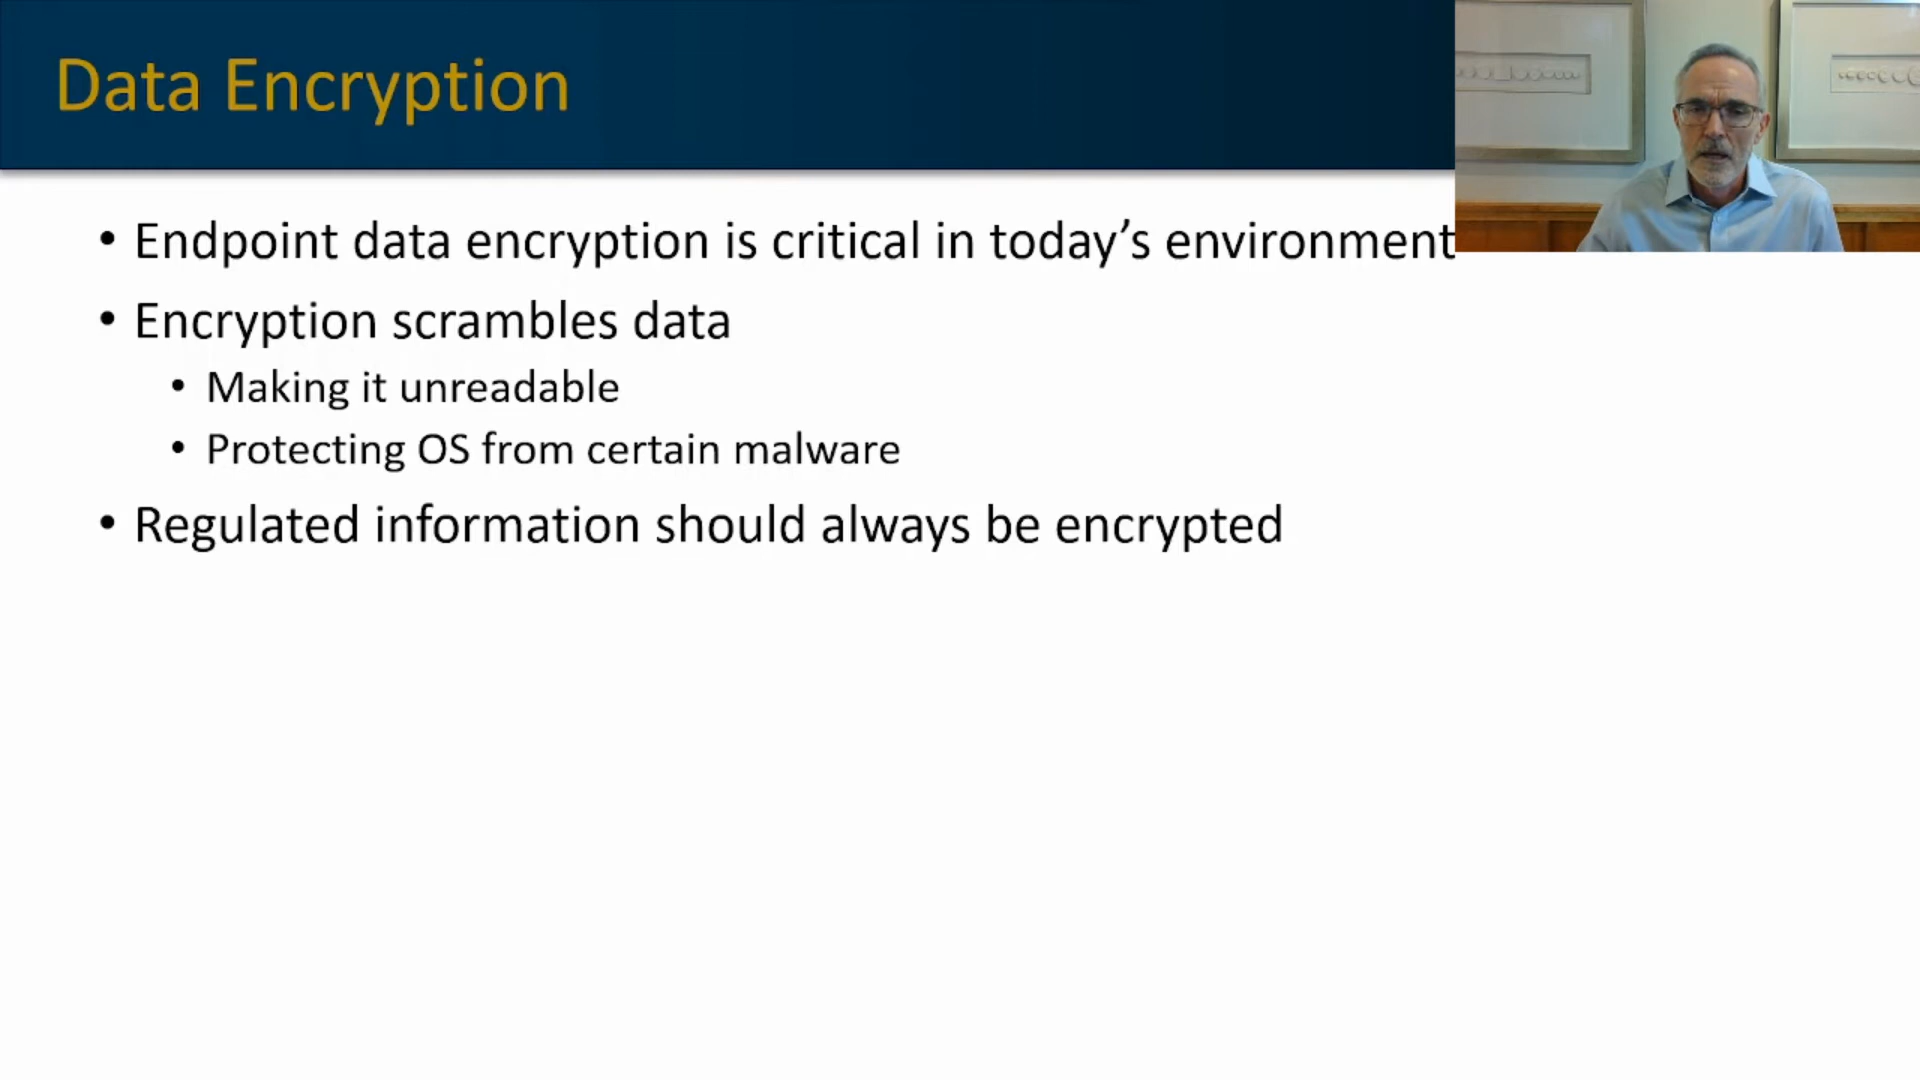 Data Encryption
• Endpoint data encryption is critical in today’s environment
• Encryption scrambles data
• Making it unreadable
• Protecting OS from certain malware
• Regulated information should always be encrypted